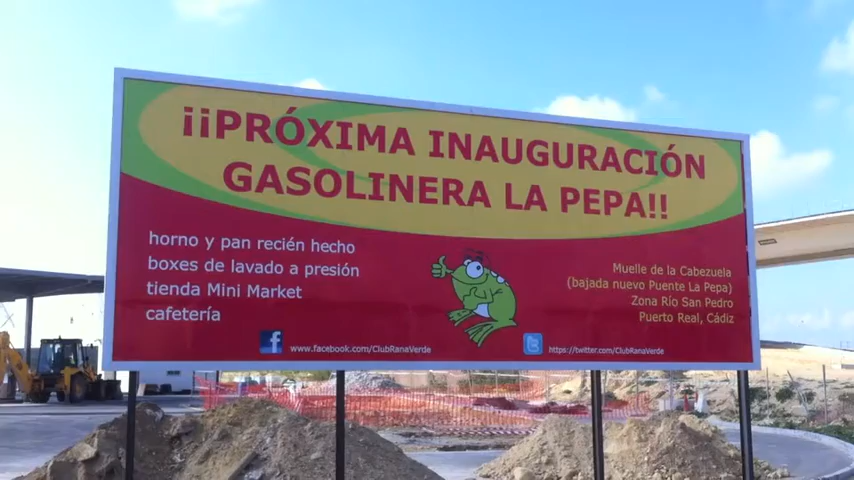 ¡¡PRÓXIMA INAUGURACIÓN
GASOLINERA LA PEPA!!
horno y pan recién hecho
boxes de lavado a presión
tienda Mini Market
cafetería
Muelle de la Cabezuela
(bajada nuevo Puente La Pepa)
Zona Río San Pedro
Puerto Real, Cádiz
f www.facebook.com/ClubRanaVerde
t https://twitter.com/ClubRanaVerde